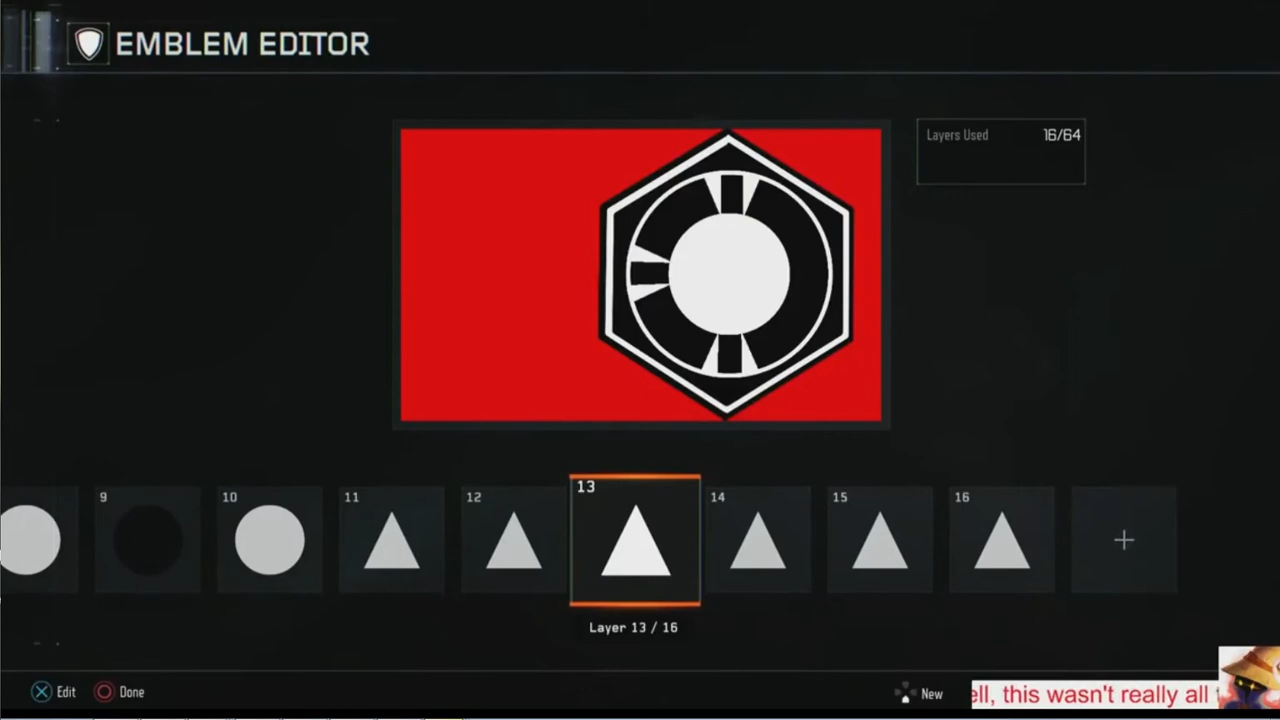 EMBLEM EDITOR
Layers Used 16/64
9 10 11 12 13 14 15 16
Layer 13 / 16
Edit Done New
ell, this wasn't really all